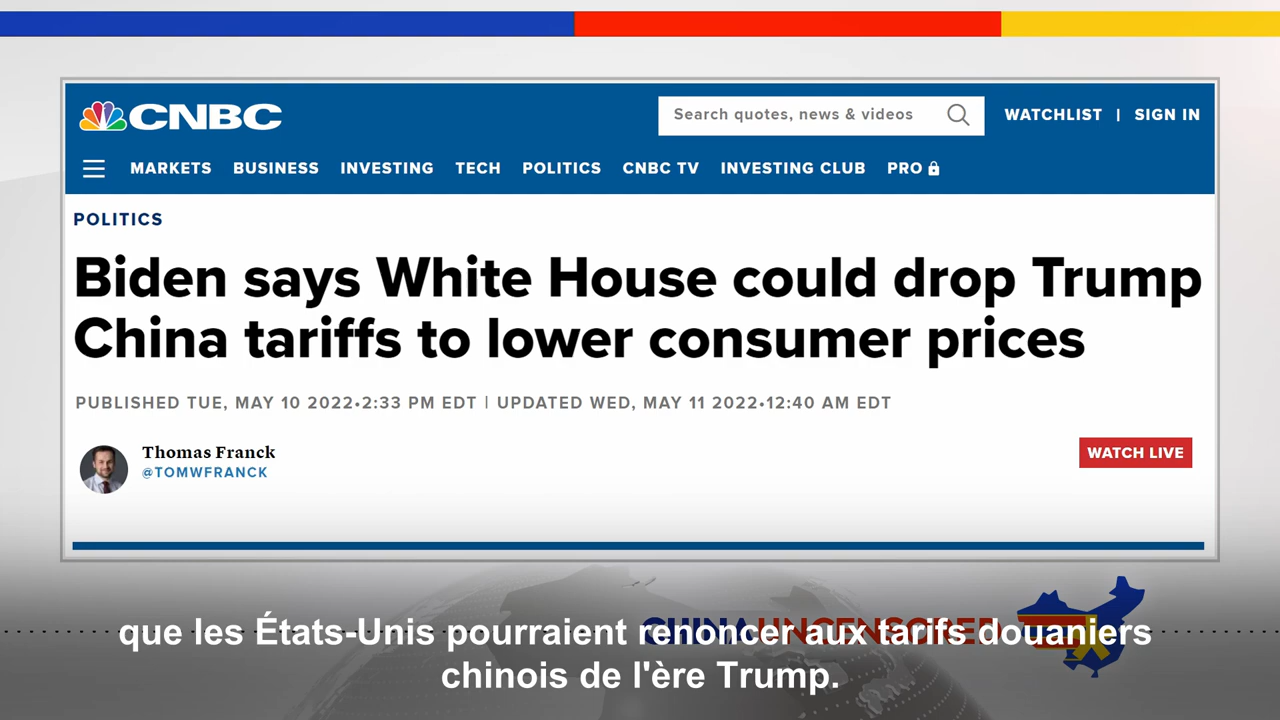 CNBC
Search quotes, news & videos
WATCHLIST | SIGN IN
MARKETS BUSINESS INVESTING TECH POLITICS CNBC TV INVESTING CLUB PRO
POLITICS
Biden says White House could drop Trump
China tariffs to lower consumer prices
PUBLISHED TUE, MAY 10 2022•2:33 PM EDT | UPDATED WED, MAY 11 2022•12:40 AM EDT
Thomas Franck
@TOMWFRANCK
WATCH LIVE
CHINA UNCENSORED
que les États-Unis pourraient renoncer aux tarifs douaniers
chinois de l'ère Trump.